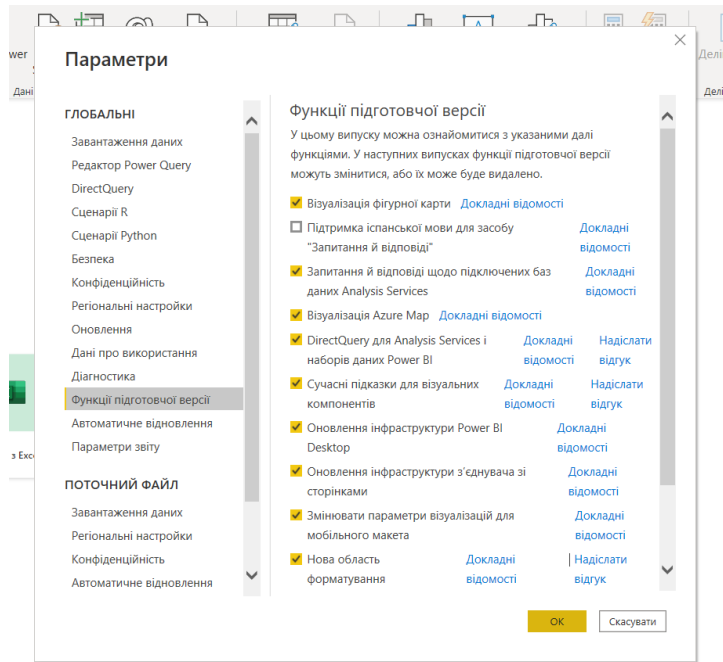 wer
Дані
Делі
Делі
з Exc
Параметри
ГЛОБАЛЬНІ
Завантаження даних
Редактор Power Query
DirectQuery
Сценарії R
Сценарії Python
Безпека
Конфіденційність
Регіональні настройки
Оновлення
Дані про використання
Діагностика
Функції підготовчої версії
Автоматичне відновлення
Параметри звіту
ПОТОЧНИЙ ФАЙЛ
Завантаження даних
Регіональні настройки
Конфіденційність
Автоматичне відновлення
Функції підготовчої версії
У цьому випуску можна ознайомитися з указаними далі
функціями. У наступних випусках функції підготовчої версії
можуть змінитися, або їх може буде видалено.
Візуалізація фігурної карти Докладні відомості
Підтримка іспанської мови для засобу Докладні
"Запитання й відповіді" відомості
Запитання й відповіді щодо підключених баз Докладні
даних Analysis Services відомості
Візуалізація Azure Map Докладні відомості
DirectQuery для Analysis Services і Докладні Надіслати
наборів даних Power BI відомості відгук
Сучасні підказки для візуальних Докладні Надіслати
компонентів відомості відгук
Оновлення інфраструктури Power BI Докладні
Desktop відомості
Оновлення інфраструктури з’єднувача зі Докладні
сторінками відомості
Змінювати параметри візуалізацій для Докладні
мобільного макета відомості
Нова область Докладні | Надіслати
форматування відомості відгук
ОК
Скасувати